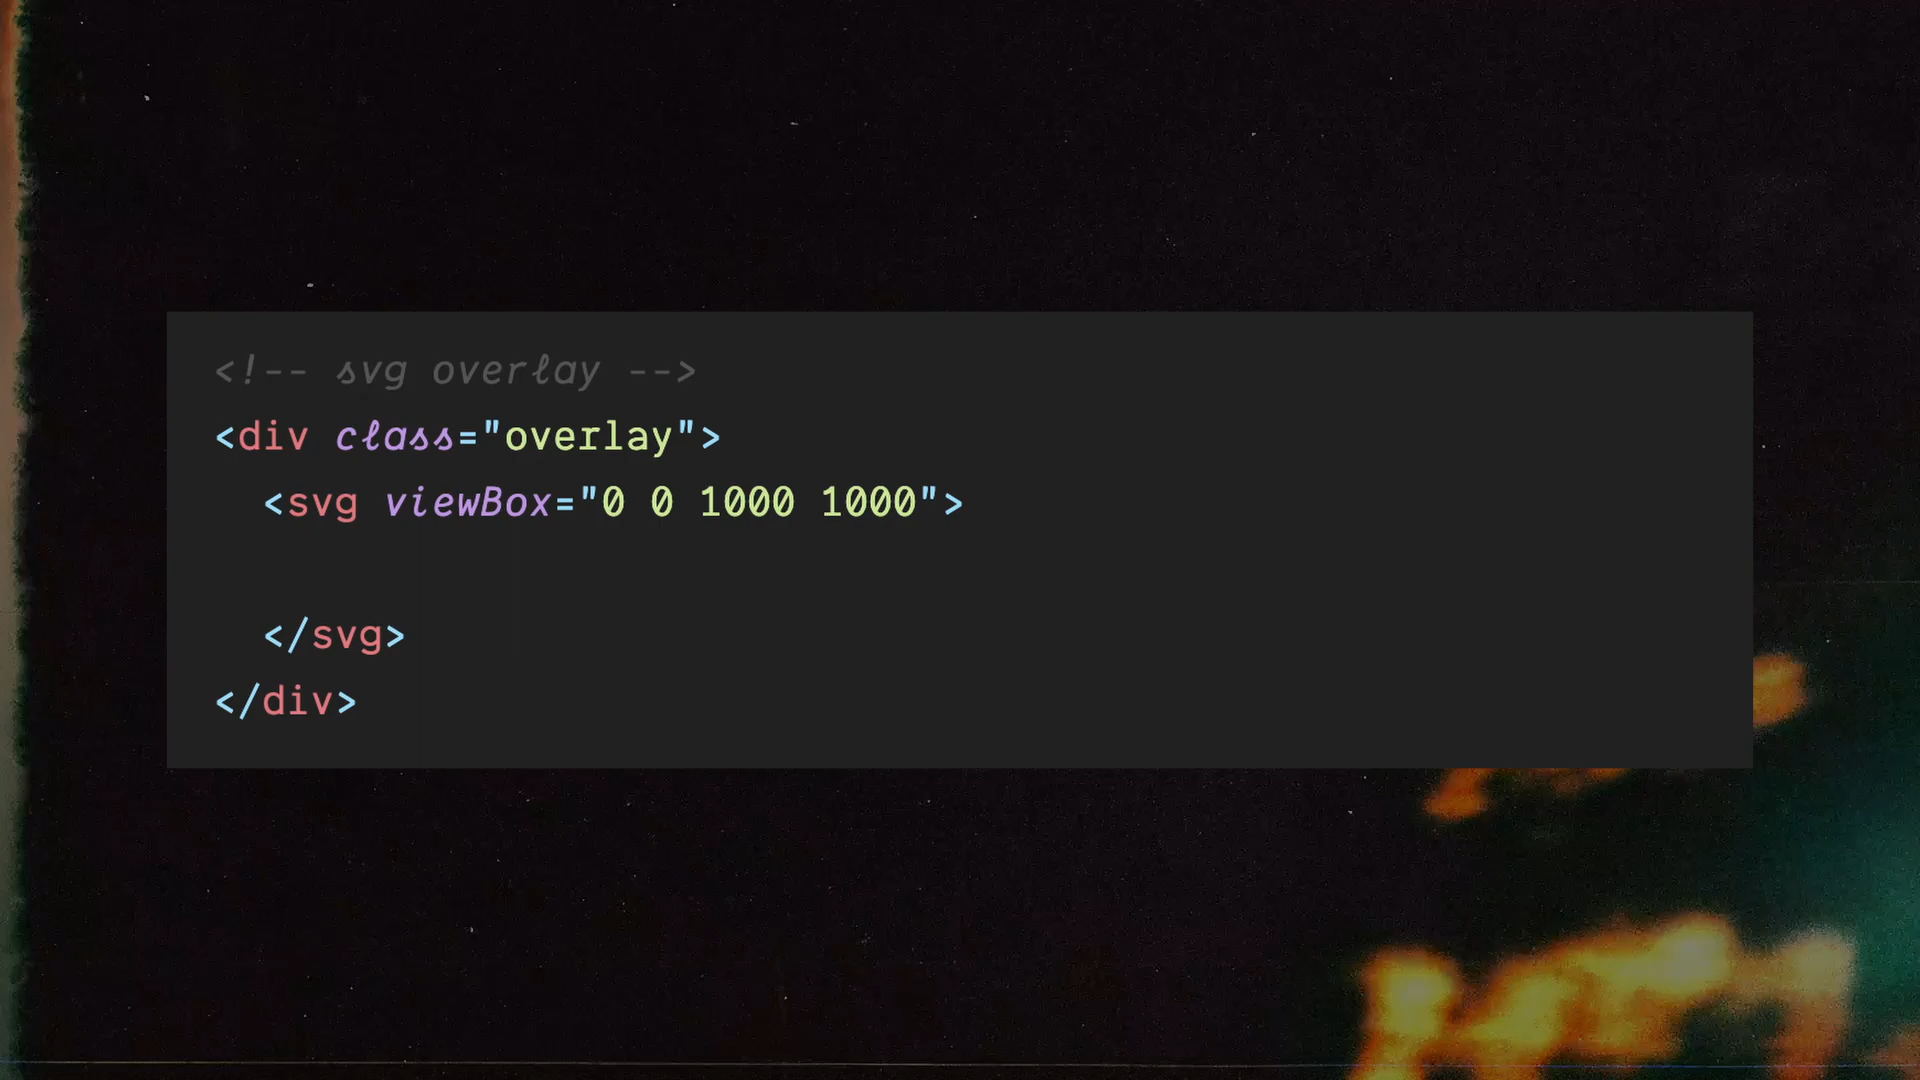 <!-- svg overlay -->
<div class="overlay">
  <svg viewBox="0 0 1000 1000">
  </svg>
</div>